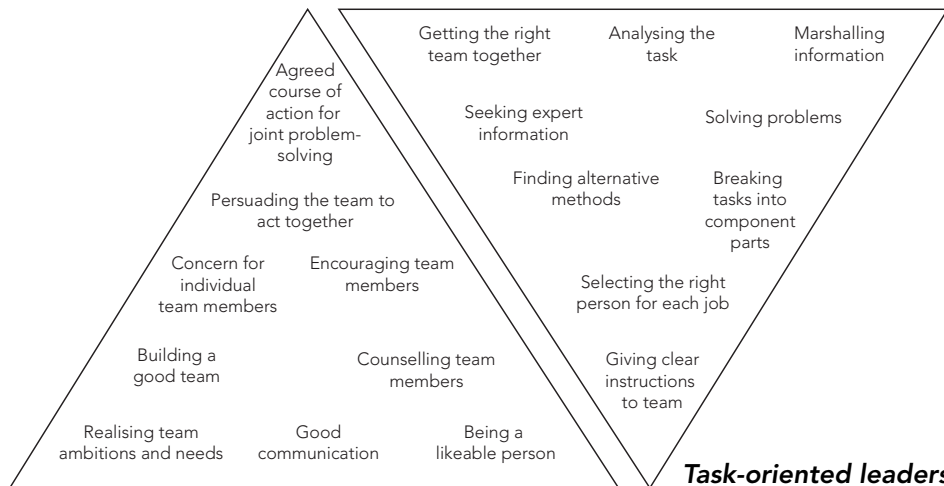 Agreed
course of
action for
joint problem-
solving
Persuading the team to
act together
Concern for
individual
team members
Encouraging team
members
Building a
good team
Counselling team
members
Realising team
ambitions and needs
Good
communication
Being a
likeable person
Getting the right
team together
Analysing the
task
Marshalling
information
Seeking expert
information
Solving problems
Finding alternative
methods
Breaking
tasks into
component
parts
Selecting the right
person for each job
Giving clear
instructions
to team
Task-oriented leaders